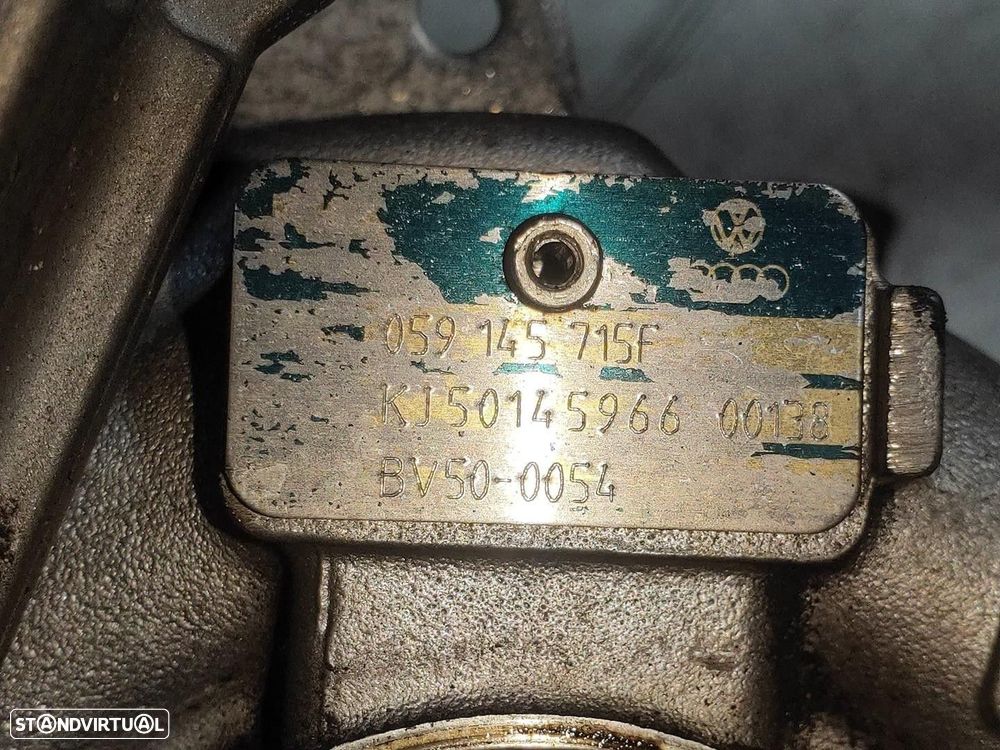 059 145 715F
KJ50145966 00138
BV50-0054
STANDVIRTUAL